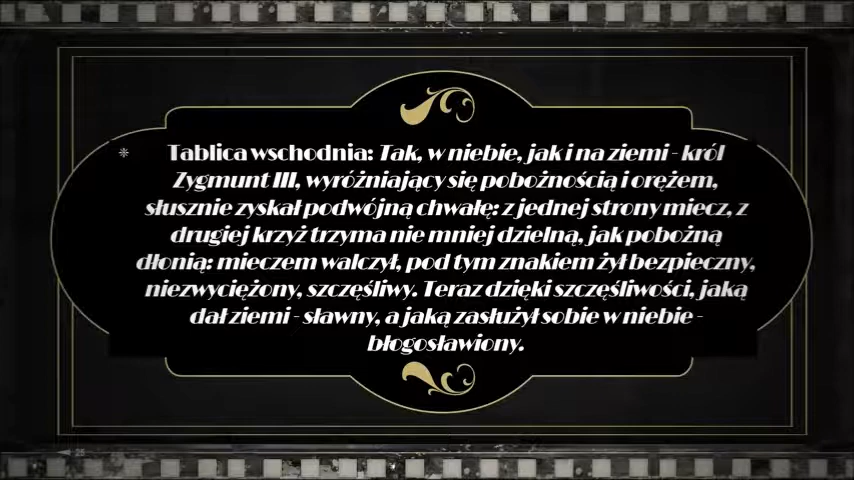 Tablica wschodnia: Tak, w niebie, jak i na ziemi - król
Zygmunt III, wyróżniający się pobożnością i orężem,
słusznie zyskał podwójną chwałę: z jednej strony miecz, z
drugiej krzyż trzyma nie mniej dzielną, jak pobożną
dłonią: mieczem walczył, pod tym znakiem żył bezpieczny,
niezwyciężony, szczęśliwy. Teraz dzięki szczęśliwości, jaką
dał ziemi - sławny, a jaką zasłużył sobie w niebie -
błogosławiony.
25